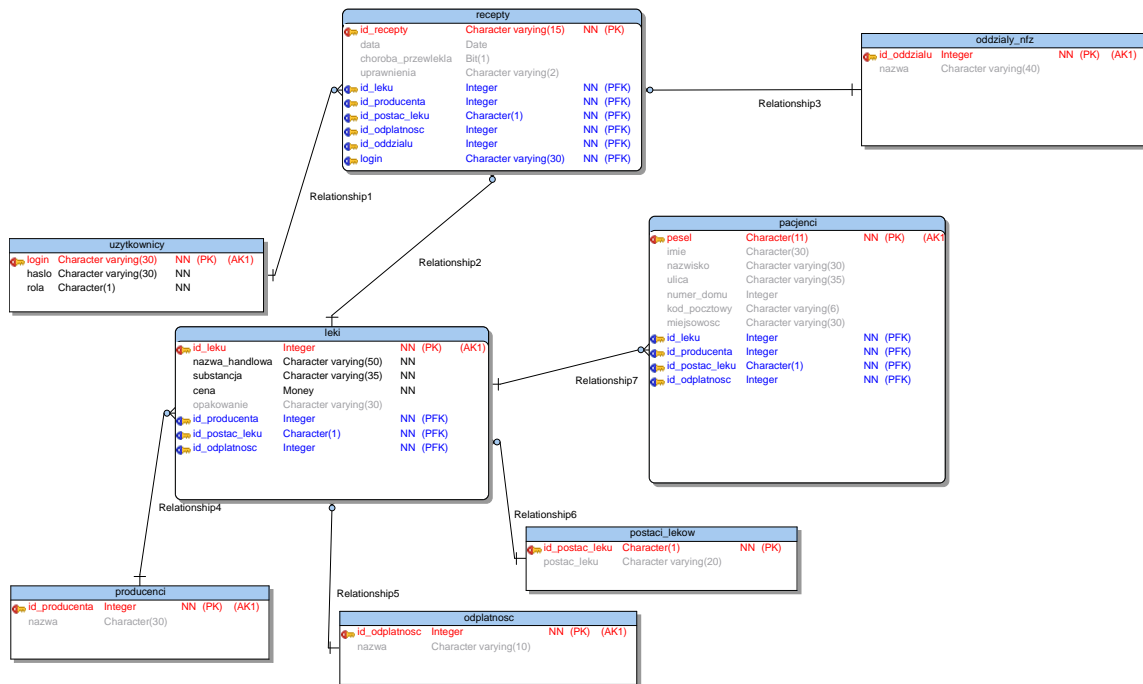 recepty
id_recepty Character varying(15) NN (PK)
data Date
choroba_przewlekla Bit(1)
uprawnienia Character varying(2)
id_leku Integer NN (PFK)
id_producenta Integer NN (PFK)
id_postac_leku Character(1) NN (PFK)
id_odplatnosc Integer NN (PFK)
id_oddzialu Integer NN (PFK)
login Character varying(30) NN (PFK)
oddzialy_nfz
id_oddzialu Integer NN (PK) (AK1)
nazwa Character varying(40)
Relationship3
Relationship1
Relationship2
uzytkownicy
login Character varying(30) NN (PK) (AK1)
haslo Character varying(30) NN
rola Character(1) NN
pacjenci
pesel Character(11) NN (PK) (AK1
imie Character(30)
nazwisko Character varying(30)
ulica Character varying(35)
numer_domu Integer
kod_pocztowy Character varying(6)
miejsowosc Character varying(30)
id_leku Integer NN (PFK)
id_producenta Integer NN (PFK)
id_postac_leku Character(1) NN (PFK)
id_odplatnosc Integer NN (PFK)
leki
id_leku Integer NN (PK) (AK1)
nazwa_handlowa Character varying(50) NN
substancja Character varying(35) NN
cena Money NN
opakowanie Character varying(30)
id_producenta Integer NN (PFK)
id_postac_leku Character(1) NN (PFK)
id_odplatnosc Integer NN (PFK)
Relationship7
Relationship4
Relationship6
Relationship5
postaci_lekow
id_postac_leku Character(1) NN (PK)
postac_leku Character varying(20)
producenci
id_producenta Integer NN (PK) (AK1)
nazwa Character(30)
odplatnosc
id_odplatnosc Integer NN (PK) (AK1)
nazwa Character varying(10)